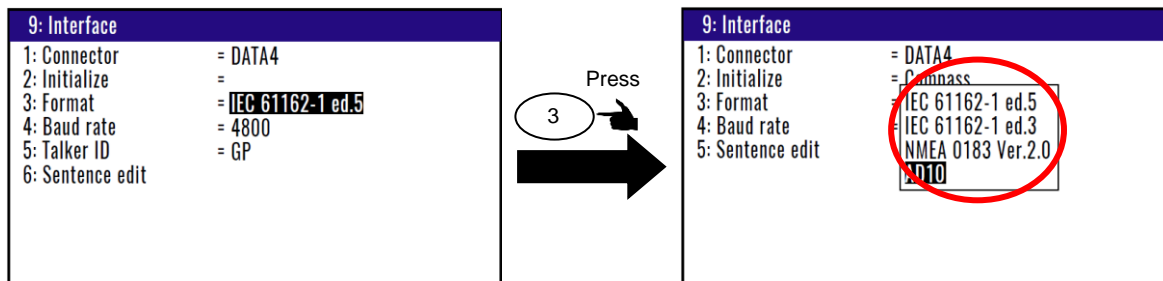 9: Interface
1: Connector = DATA4
2: Initialize =
3: Format = IEC 61162-1 ed.5
4: Baud rate = 4800
5: Talker ID = GP
6: Sentence edit
Press
3
9: Interface
1: Connector = DATA4
2: Initialize = Compass
3: Format = IEC 61162-1 ed.5
4: Baud rate = IEC 61162-1 ed.3
5: Sentence edit NMEA 0183 Ver.2.0
AD10